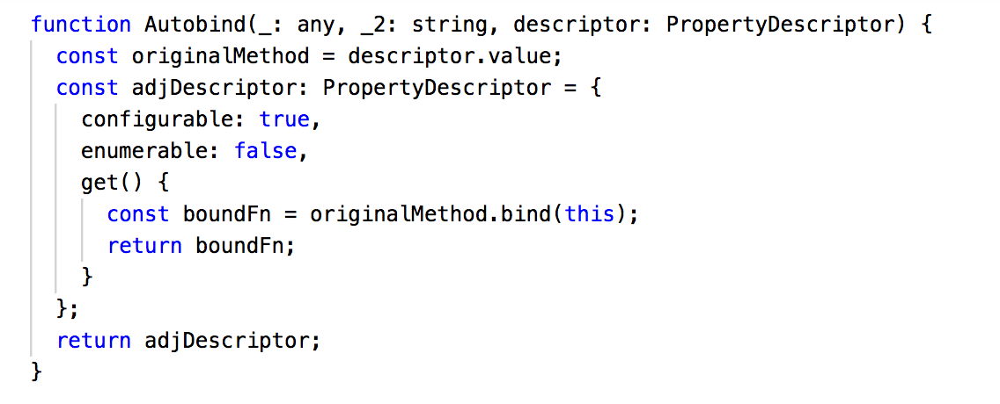 function Autobind(_: any, _2: string, descriptor: PropertyDescriptor) {
  const originalMethod = descriptor.value;
  const adjDescriptor: PropertyDescriptor = {
    configurable: true,
    enumerable: false,
    get() {
      const boundFn = originalMethod.bind(this);
      return boundFn;
    }
  };
  return adjDescriptor;
}